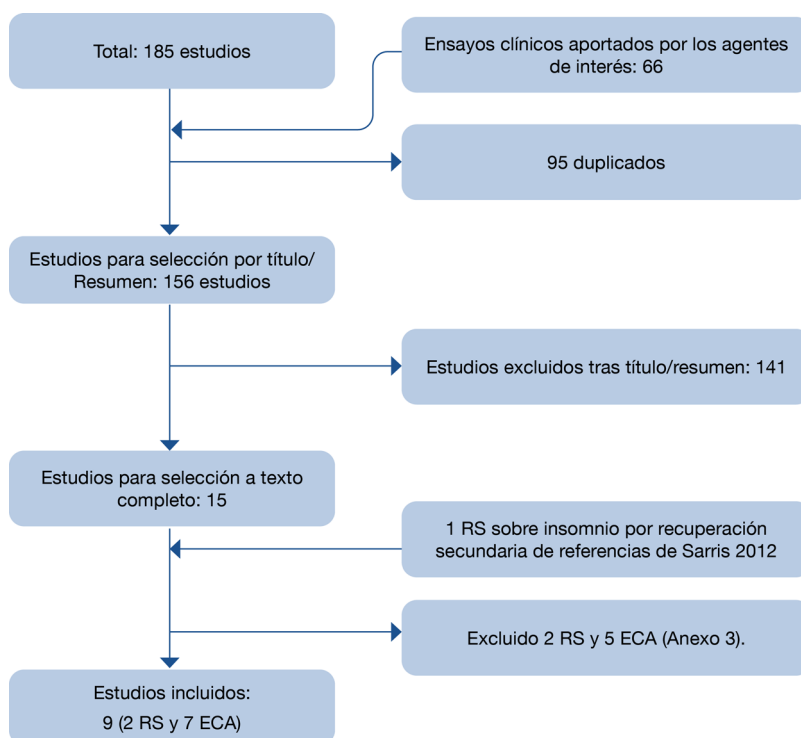 Total: 185 estudios
Ensayos clínicos aportados por los agentes
de interés: 66
95 duplicados
Estudios para selección por título/
Resumen: 156 estudios
Estudios excluidos tras título/resumen: 141
Estudios para selección a texto
completo: 15
1 RS sobre insomnio por recuperación
secundaria de referencias de Sarris 2012
Excluido 2 RS y 5 ECA (Anexo 3).
Estudios incluidos:
9 (2 RS y 7 ECA)